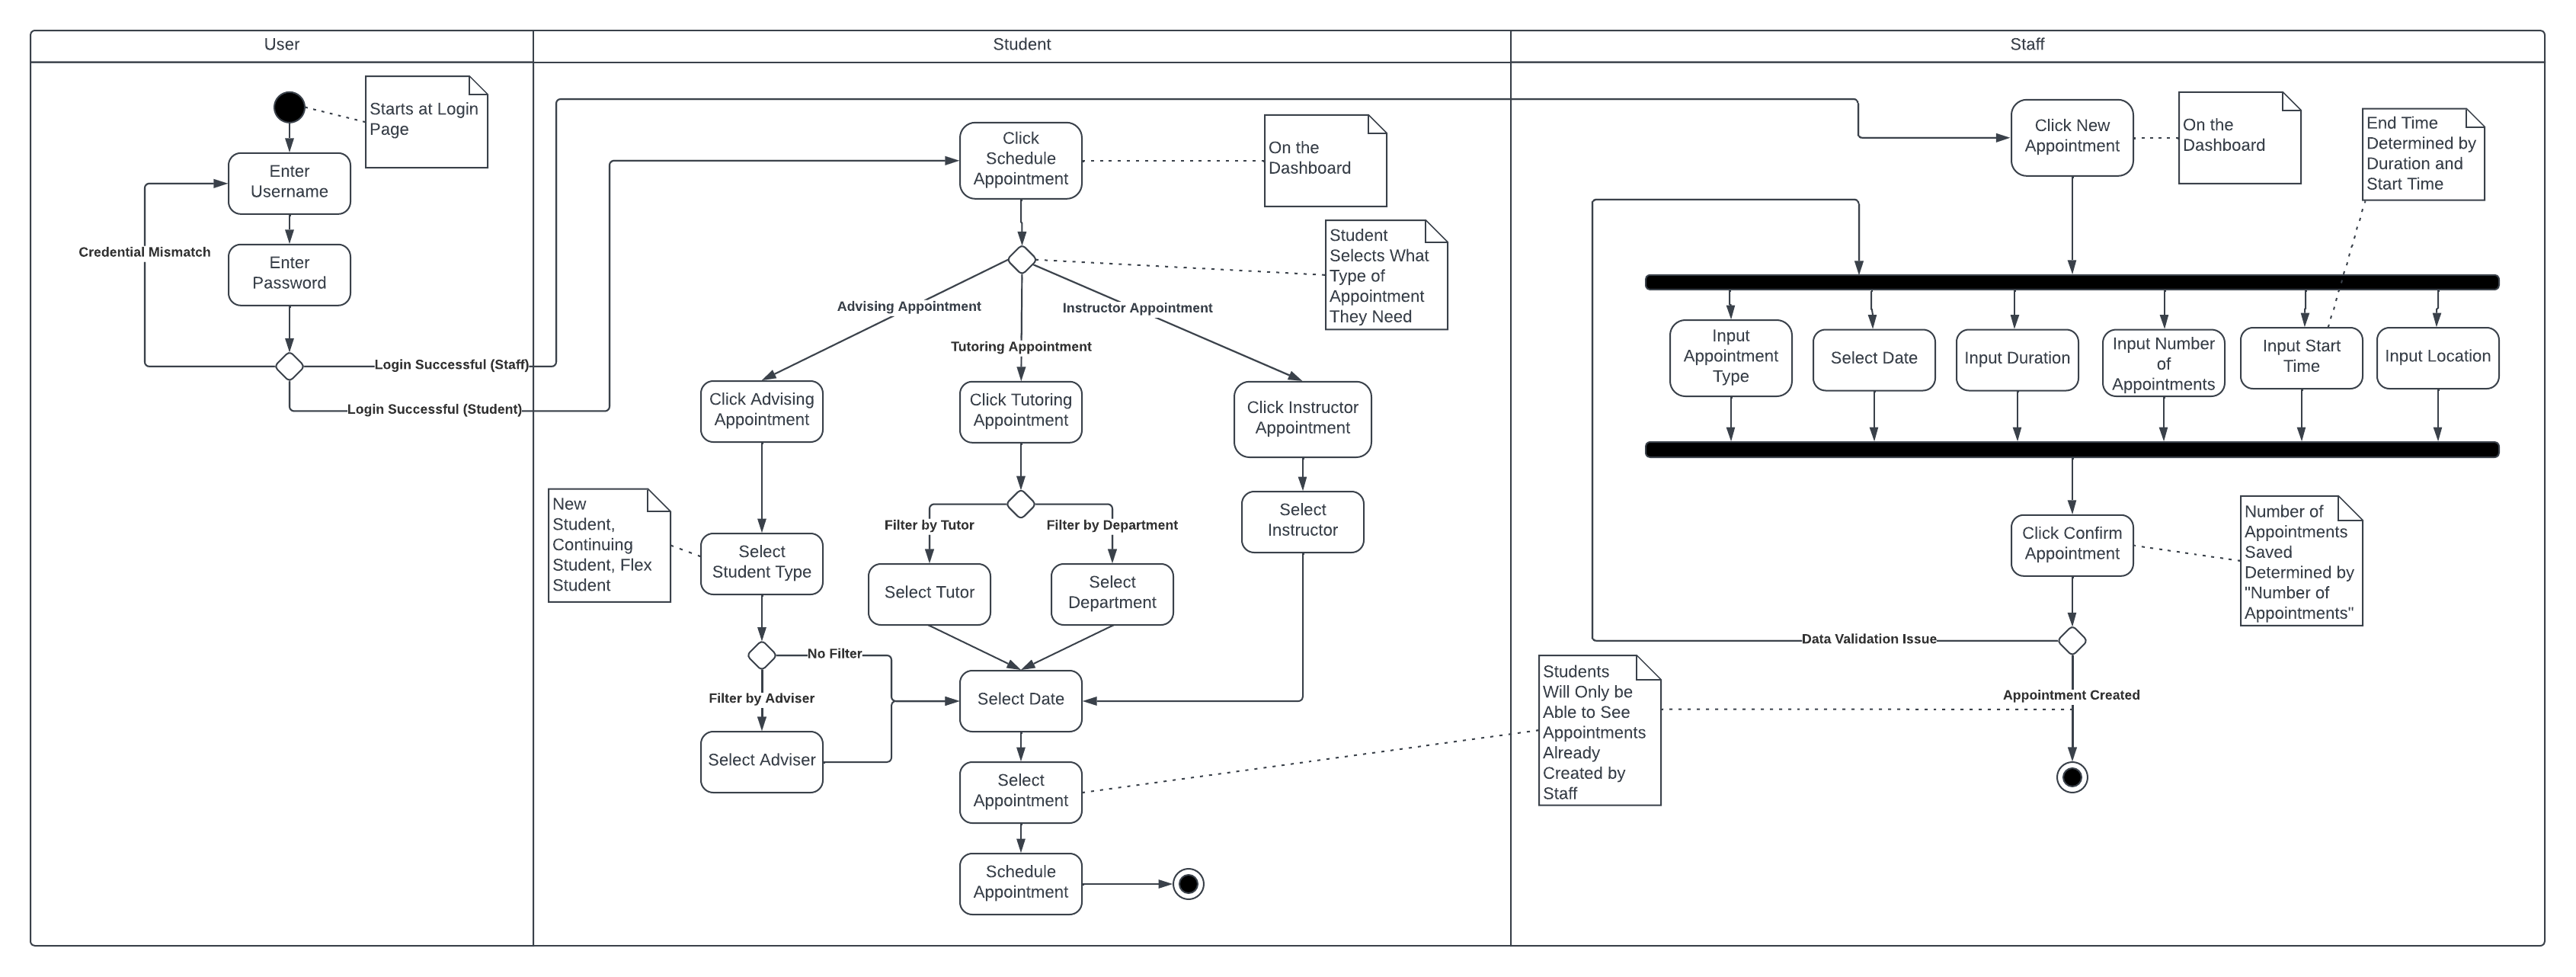 User
Student
Staff
Starts at Login
Page
Enter
Username
Credential Mismatch
Enter
Password
Login Successful (Staff)
Login Successful (Student)
Click
Schedule
Appointment
On the
Dashboard
Student
Selects What
Type of
Appointment
They Need
Advising Appointment
Tutoring Appointment
Instructor Appointment
Click Advising
Appointment
Click Tutoring
Appointment
Click Instructor
Appointment
New
Student,
Continuing
Student, Flex
Student
Select
Student Type
Filter by Tutor
Filter by Department
Select Tutor
Select
Department
Select
Instructor
No Filter
Filter by Adviser
Select Adviser
Select Date
Select
Appointment
Schedule
Appointment
Click New
Appointment
On the
Dashboard
End Time
Determined by
Duration and
Start Time
Input
Appointment
Type
Select Date
Input Duration
Input Number
of
Appointments
Input Start
Time
Input Location
Click Confirm
Appointment
Number of
Appointments
Saved
Determined by
"Number of
Appointments"
Data Validation Issue
Students
Will Only be
Able to See
Appointments
Already
Created by
Staff
Appointment Created